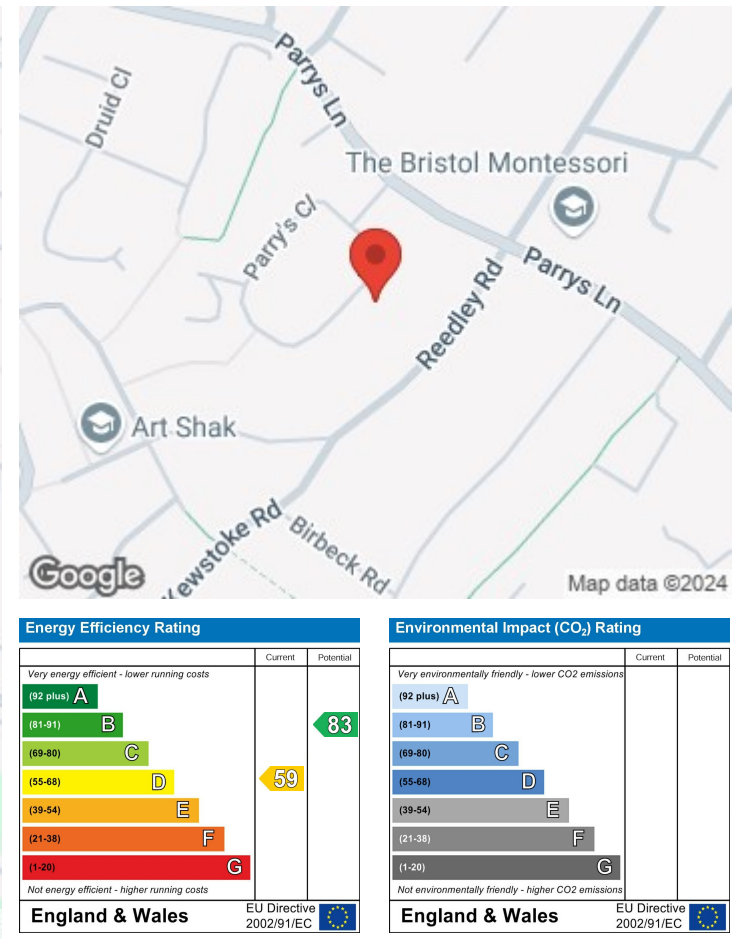 Parrys Ln
Druid Cl
The Bristol Montessori
Parry's Cl
Parrys Ln
Reedley Rd
Art Shak
Kewstoke Rd
Birbeck Rd
Google
Map data ©2024
Energy Efficiency Rating
Current Potential
Very energy efficient - lower running costs
(92 plus) A
(81-91) B
83
(69-80) C
(55-68) D
59
(39-54) E
(21-38) F
(1-20) G
Not energy efficient - higher running costs
England & Wales
EU Directive
2002/91/EC
Environmental Impact (CO₂) Rating
Current Potential
Very environmentally friendly - lower CO2 emissions
(92 plus) A
(81-91) B
(69-80) C
(55-68) D
(39-54) E
(21-38) F
(1-20) G
Not environmentally friendly - higher CO2 emissions
England & Wales
EU Directive
2002/91/EC